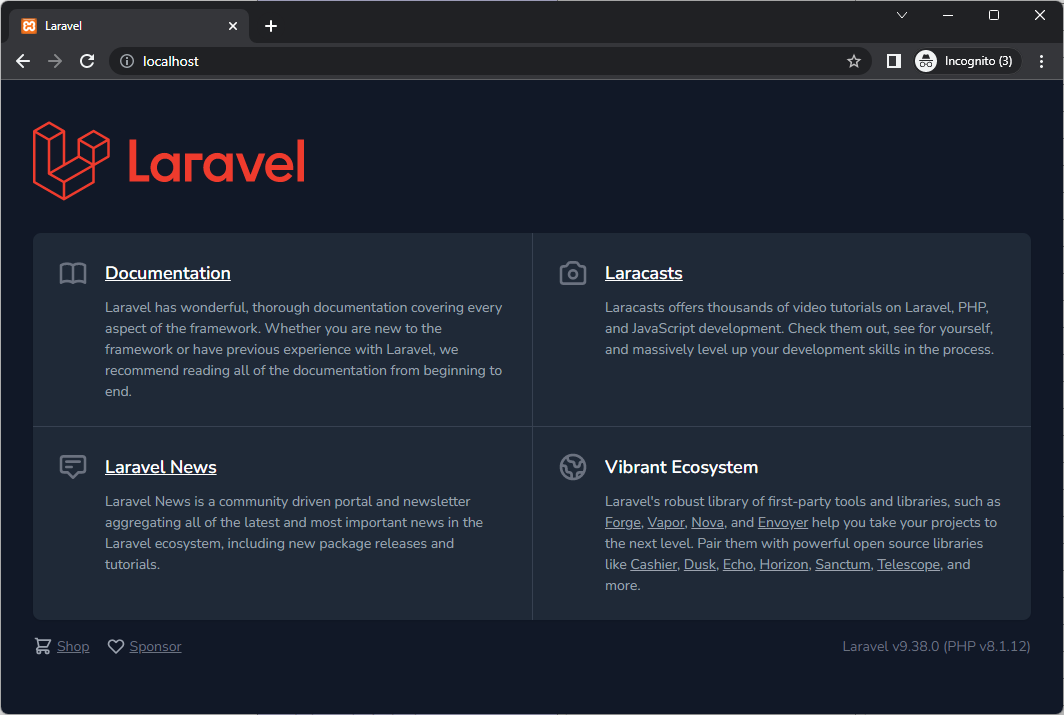 Laravel
localhost
Incognito (3)
Laravel
Documentation
Laravel has wonderful, thorough documentation covering every
aspect of the framework. Whether you are new to the
framework or have previous experience with Laravel, we
recommend reading all of the documentation from beginning to
end.
Laracasts
Laracasts offers thousands of video tutorials on Laravel, PHP,
and JavaScript development. Check them out, see for yourself,
and massively level up your development skills in the process.
Laravel News
Laravel News is a community driven portal and newsletter
aggregating all of the latest and most important news in the
Laravel ecosystem, including new package releases and
tutorials.
Vibrant Ecosystem
Laravel's robust library of first-party tools and libraries, such as
Forge, Vapor, Nova, and Envoyer help you take your projects to
the next level. Pair them with powerful open source libraries
like Cashier, Dusk, Echo, Horizon, Sanctum, Telescope, and
more.
Shop
Sponsor
Laravel v9.38.0 (PHP v8.1.12)